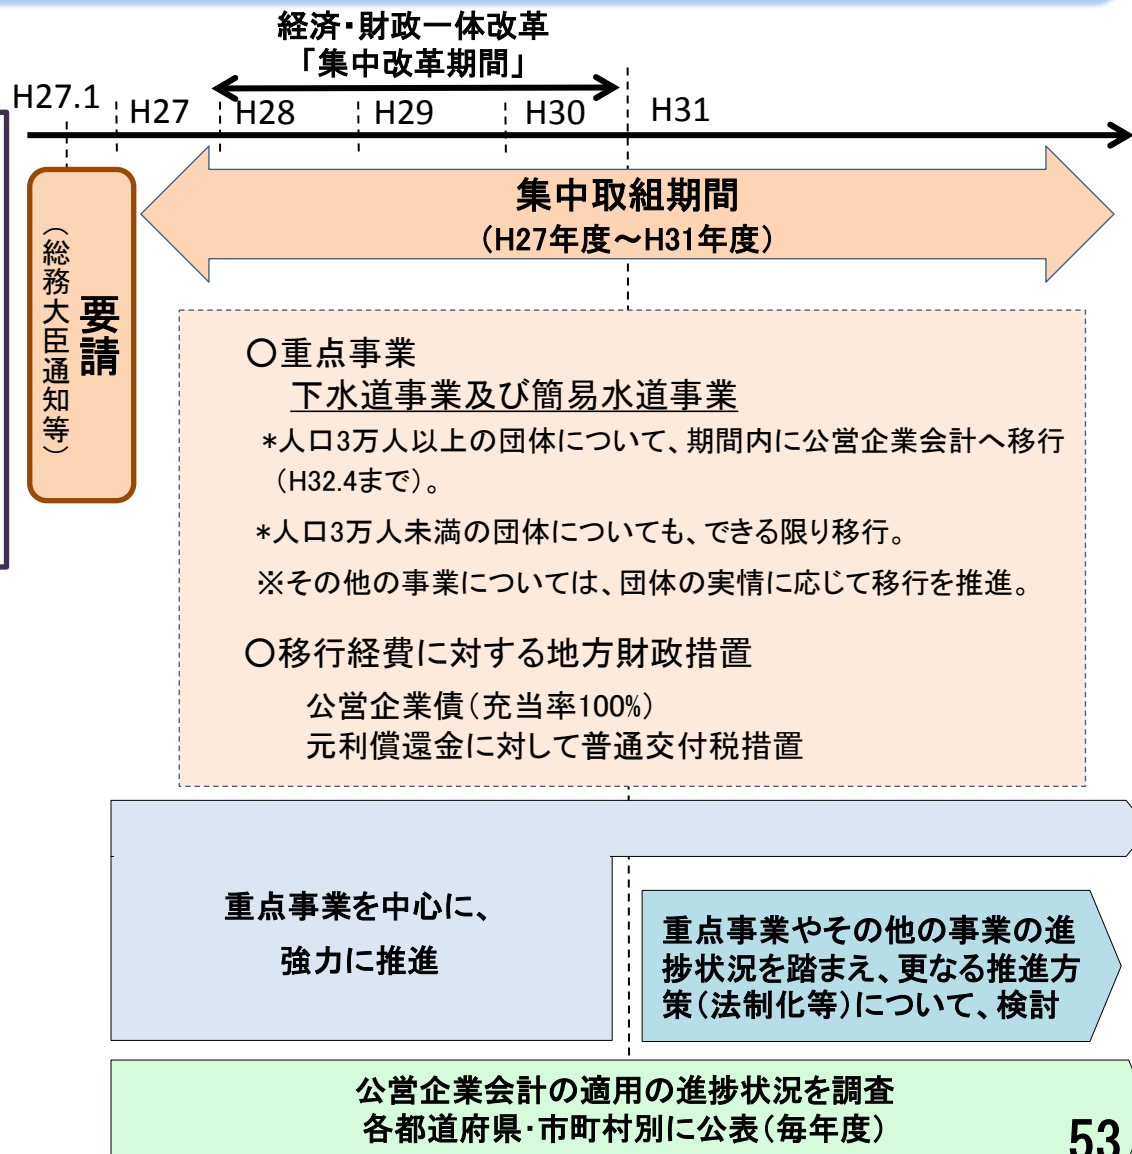 経済・財政一体改革
「集中改革期間」
H27.1
H27
H28
H29
H30
H31
集中取組期間
(H27年度～H31年度)
要請
(総務大臣通知等)
○重点事業
下水道事業及び簡易水道事業
*人口3万人以上の団体について、期間内に公営企業会計へ移行
(H32.4まで)。
*人口3万人未満の団体についても、できる限り移行。
※その他の事業については、団体の実情に応じて移行を推進。
○移行経費に対する地方財政措置
公営企業債(充当率100%)
元利償還金に対して普通交付税措置
重点事業を中心に、
強力に推進
重点事業やその他の事業の進
捗状況を踏まえ、更なる推進方
策(法制化等)について、検討
公営企業会計の適用の進捗状況を調査
各都道府県・市町村別に公表(毎年度)
53